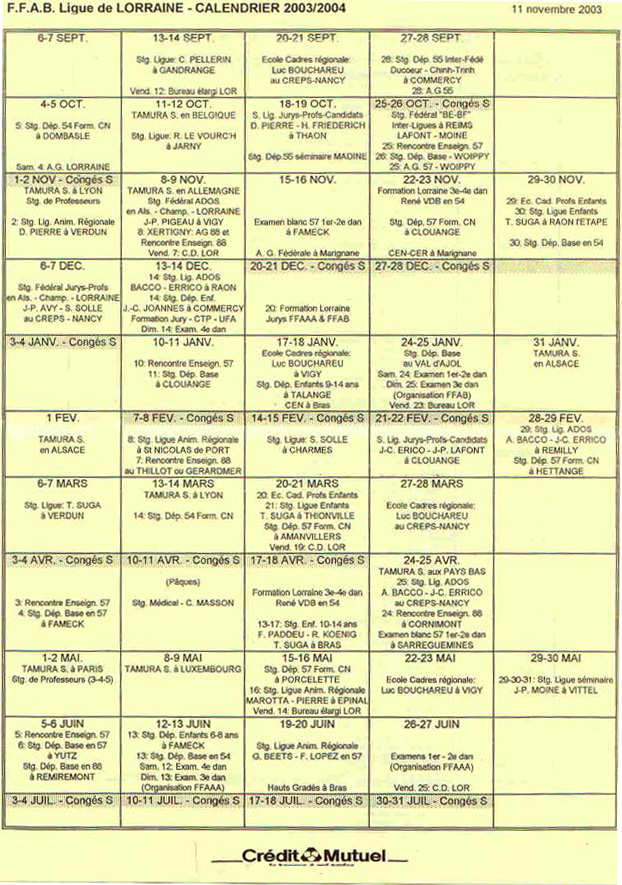 F.F.A.B. Ligue de LORRAINE - CALENDRIER 2003/2004
11 novembre 2003
6-7 SEPT.
13-14 SEPT.
Stg. Ligue: C. PELLERIN
à GANDRANGE
Vend. 12: Bureau élargi LOR
20-21 SEPT.
Ecole Cadres régionale:
Luc BOUCHAREU
au CREPS-NANCY
27-28 SEPT.
28: Stg. Dép. 55 Inter-Fédé
Ducoeur - Chinh-Trinh
à COMMERCY
28: A.G 55
4-5 OCT.
5: Stg. Dép. 54 Form. CN
à DOMBASLE
Sam. 4: A.G. LORRAINE
11-12 OCT.
TAMURA S. en BELGIQUE
Stg. Ligue: R. LE VOURC'H
à JARNY
18-19 OCT.
S. Lig. Jurys-Profs-Candidats
D. PIERRE - H. FRIEDERICH
à THAON
Stg. Dép.55 séminaire MADINE
25-26 OCT. - Congés S
Stg. Fédéral "BE-BF"
Inter-Ligues à REIMS
LAFONT - MOINE
25: Rencontre Enseign. 57
26: Stg. Dép. Base - WOIPPY
25: A.G. 57 - WOIPPY
1-2 NOV - Congés S
TAMURA S. à LYON
Stg. de Professeurs
2: Stg. Lig. Anim. Régionale
D. PIERRE à VERDUN
8-9 NOV.
TAMURA S. en ALLEMAGNE
Stg. Fédéral ADOS
en Als. - Champ. - LORRAINE
J-P. PIGEAU à VIGY
8: XERTIGNY: AG 88 et
Rencontre Enseign. 88
Vend. 7: C.D. LOR
15-16 NOV.
Examen blanc 57 1er-2e dan
à FAMECK
A. G. Fédérale à Marignane
22-23 NOV.
Formation Lorraine 3e-4e dan
René VDB en 54
Stg. Dép. 57 Form. CN
à CLOUANGE
CEN-CER à Marignane
29-30 NOV.
29: Ec. Cad. Profs Enfants
30: Stg. Ligue Enfants
T. SUGA à RAON l'ETAPE
30: Stg. Dép. Base en 54
6-7 DEC.
Stg. Fédéral Jurys-Profs
en Als. - Champ. - LORRAINE
J-P. AVY - S. SOLLE
au CREPS - NANCY
13-14 DEC.
14: Stg. Lig. ADOS
BACCO - ERRICO à RAON
14: Stg. Dép. Enf.
J.-C. JOANNES à COMMERCY
Formation Jury - CTP - UFA
Dim. 14: Exam. 4e dan
20-21 DEC. - Congés S
20: Formation Lorraine
Jurys FFAAA & FFAB
27-28 DEC. - Congés S
3-4 JANV. - Congés S
10-11 JANV.
10: Rencontre Enseign. 57
11: Stg. Dép. Base
à CLOUANGE
17-18 JANV.
Ecole Cadres régionale:
Luc BOUCHAREU
à VIGY
Stg. Dép. Enfants 9-14 ans
à TALANGE
CEN à Bras
24-25 JANV.
Stg. Dép. Base
au VAL d'AJOL
Sam. 24: Examen 1er-2e dan
Dim. 25: Examen 3e dan
(Organisation FFAB)
Vend. 23: Bureau LOR
31 JANV.
TAMURA S.
en ALSACE
1 FEV.
TAMURA S.
en ALSACE
7-8 FEV. - Congés S
8: Stg. Ligue Anim. Régionale
à St NICOLAS de PORT
7: Rencontre Enseign. 88
au THILLOT ou GERARDMER
14-15 FEV. - Congés S
Stg. Ligue: S. SOLLE
à CHARMES
21-22 FEV. - Congés S
S. Lig. Jurys-Profs-Candidats
J-C. ERICO - J-P. LAFONT
à CLOUANGE
28-29 FEV.
29: Stg. Lig. ADOS
A. BACCO - J-C. ERRICO
à REMILLY
Stg. Dép. 57 Form. CN
à HETTANGE
6-7 MARS
Stg. Ligue: T. SUGA
à VERDUN
13-14 MARS
TAMURA S. à LYON
14: Stg. Dép. 54 Form. CN
20-21 MARS
20: Ec. Cad. Profs Enfants
21: Stg. Ligue Enfants
T. SUGA à THIONVILLE
Stg. Dép. 57 Form. CN
à AMANVILLERS
Vend. 19: C.D. LOR
27-28 MARS
Ecole Cadres régionale:
Luc BOUCHAREU
au CREPS-NANCY
3-4 AVR. - Congés S
3: Rencontre Enseign. 57
4: Stg. Dép. Base en 57
à FAMECK
10-11 AVR. - Congés S
(Pâques)
Stg. Médical - C. MASSON
17-18 AVR. - Congés S
Formation Lorraine 3e-4e dan
René VDB en 54
13-17: Stg. Enf. 10-14 ans
F. PADDEU - R. KOENIG
T. SUGA à BRAS
24-25 AVR.
TAMURA S. aux PAYS BAS
25: Stg. Lig. ADOS
A. BACCO - J-C. ERRICO
au CREPS-NANCY
24: Rencontre Enseign. 88
à CORNIMONT
Examen blanc 57 1er-2e dan
à SARREGUEMINES
1-2 MAI.
TAMURA S. à PARIS
Stg. de Professeurs (3-4-5)
8-9 MAI
TAMURA S. à LUXEMBOURG
15-16 MAI
Stg. Dép. 57 Form. CN
à PORCELETTE
16: Stg. Ligue Anim. Régionale
MAROTTA - PIERRE à EPINAL
Vend. 14: Bureau élargi LOR
22-23 MAI
Ecole Cadres régionale:
Luc BOUCHAREU à VIGY
29-30 MAI
29-30-31: Stg. Ligue séminaire
J-P. MOINE à VITTEL
5-6 JUIN
5: Rencontre Enseign. 57
6: Stg. Dép. Base en 57
à YUTZ
Stg. Dép. Base en 88
à REMIREMONT
12-13 JUIN
13: Stg. Dép. Enfants 6-8 ans
à FAMECK
13: Stg. Dép. Base en 54
Sam. 12: Exam. 4e dan
Dim. 13: Exam. 3e dan
(Organisation FFAAA)
19-20 JUIN
Stg. Ligue Anim. Régionale
G. BEETS - F. LOPEZ en 57
Hauts Gradés à Bras
26-27 JUIN
Examens 1er - 2e dan
(Organisation FFAAA)
Vend. 25: C.D. LOR
3-4 JUIL. - Congés S
10-11 JUIL. - Congés S
17-18 JUIL. - Congés S
30-31 JUIL - Congés S
Crédit Mutuel